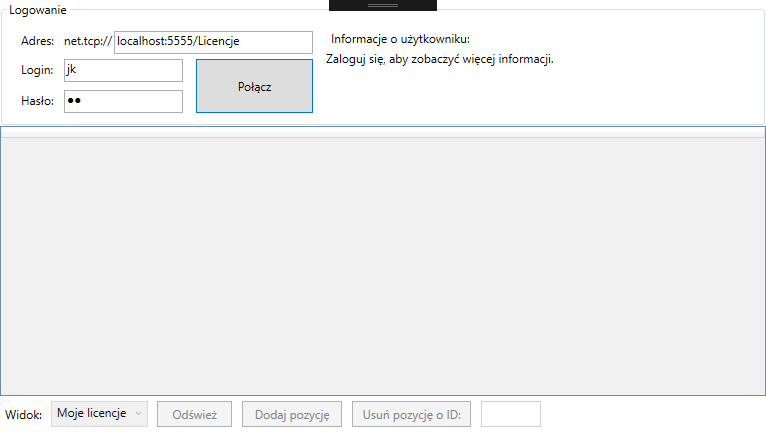 Logowanie
Adres: net.tcp:// localhost:5555/Licencje
Informacje o użytkowniku:
Zaloguj się, aby zobaczyć więcej informacji.
Login: jk
Połącz
Hasło: ●●
Widok: Moje licencje Odśwież Dodaj pozycję Usuń pozycję o ID: